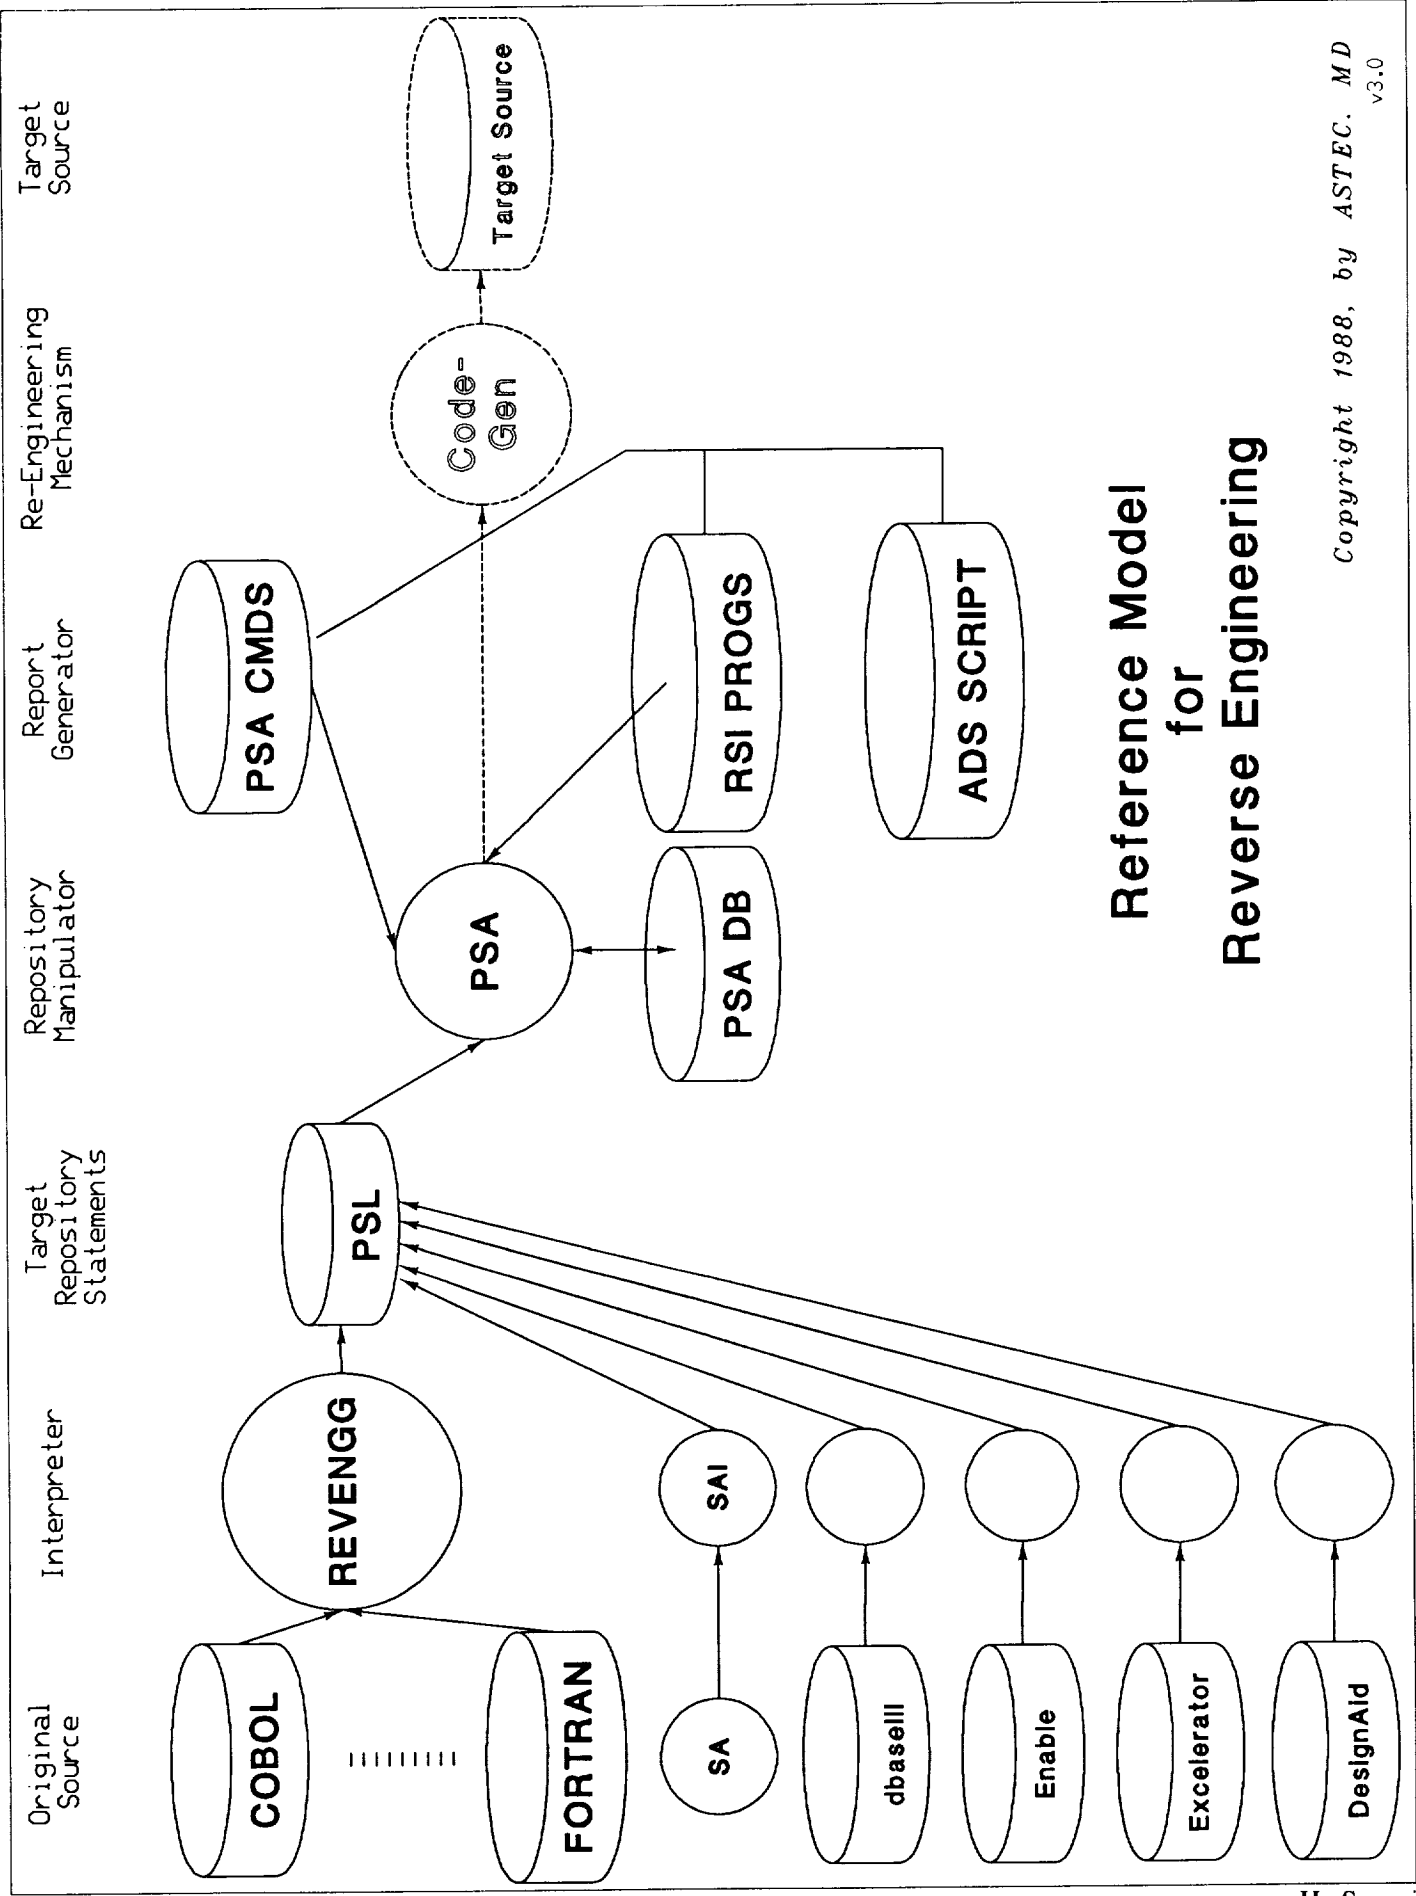 Original
Source
Interpreter
Target
Repository
Statements
Repository
Manipulator
Report
Generator
Re-Engineering
Mechanism
Target
Source
COBOL
FORTRAN
SA
dbaseIII
Enable
Excelerator
DesignAid
REVENGG
SAI
PSL
PSA
PSA DB
PSA CMDS
RSI PROGS
ADS SCRIPT
Code-
Gen
Target Source
Reference Model
for
Reverse Engineering
Copyright 1988, by ASTEC. MD
v3.0